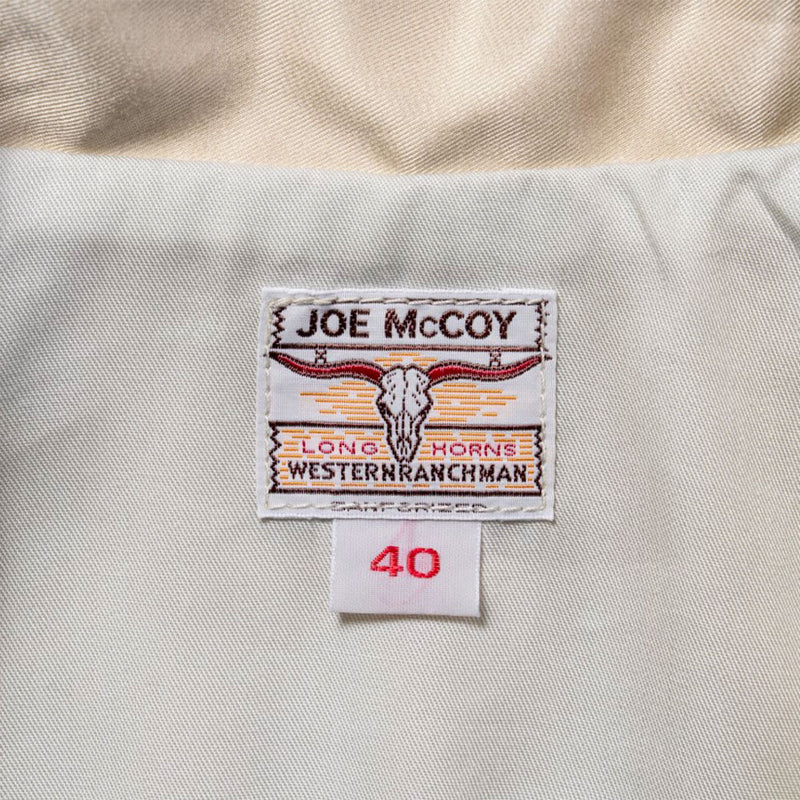 JOE McCOY
LONG HORNS
WESTERNRANCHMAN
SANFORIZED
40